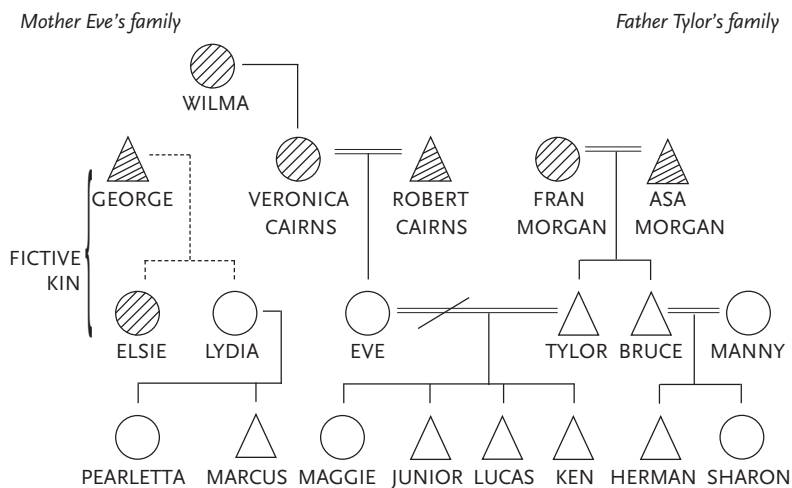 Mother Eve's family
Father Tylor's family
WILMA
GEORGE
VERONICA
CAIRNS
ROBERT
CAIRNS
FRAN
MORGAN
ASA
MORGAN
FICTIVE
KIN
ELSIE
LYDIA
EVE
TYLOR
BRUCE
MANNY
PEARLETTA
MARCUS
MAGGIE
JUNIOR
LUCAS
KEN
HERMAN
SHARON